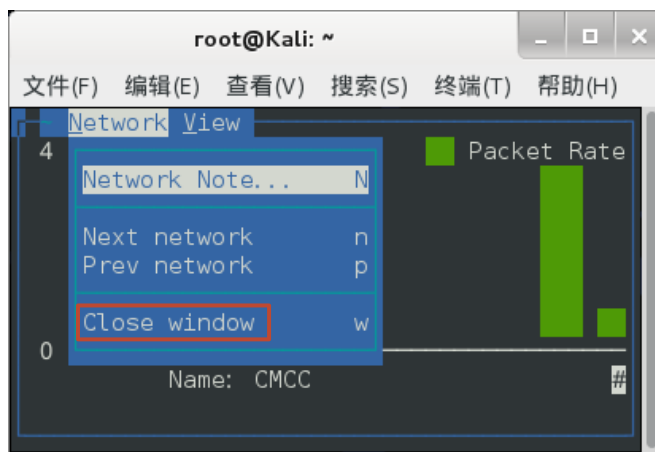 root@Kali: ~
文件(F) 编辑(E) 查看(V) 搜索(S) 终端(T) 帮助(H)
Network View
4 Packet Rate
Network Note... N
Next network n
Prev network p
Close window w
0
Name: CMCC #